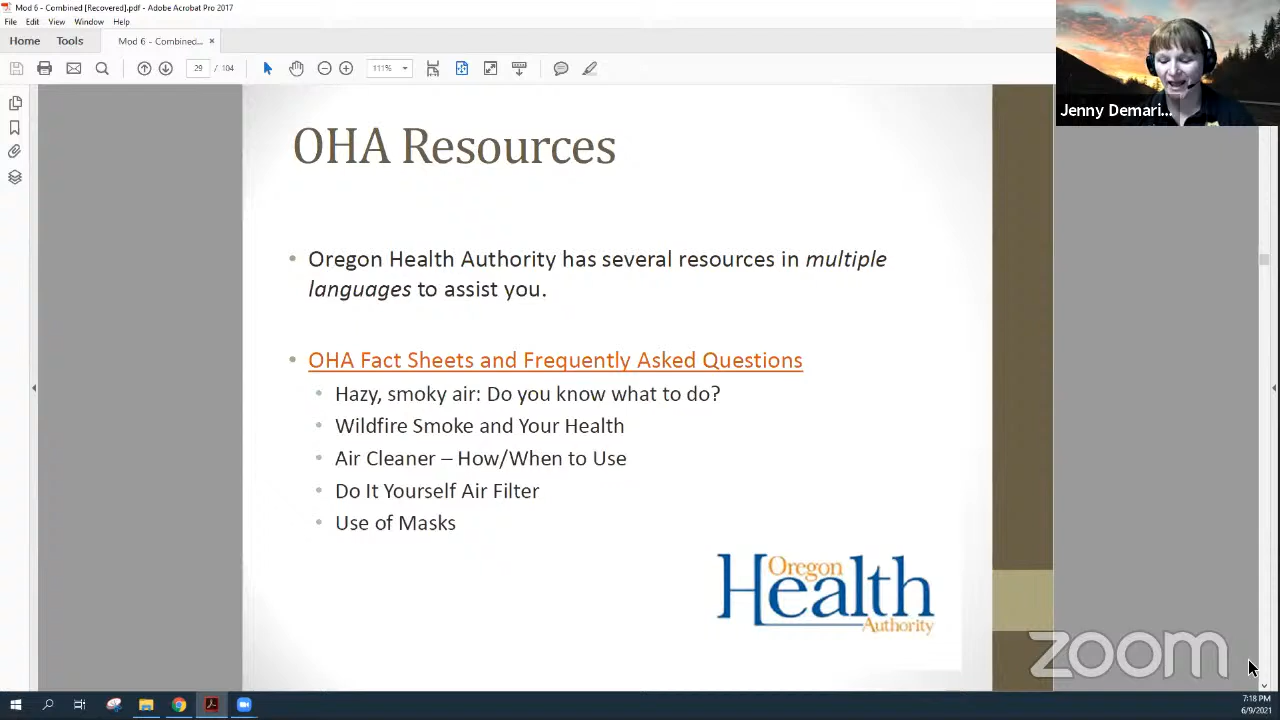 Mod 6 - Combined [Recovered].pdf - Adobe Acrobat Pro 2017
File Edit View Window Help
Home Tools Mod 6 - Combined... ×
29 / 104 111%
Jenny Demari...
OHA Resources
• Oregon Health Authority has several resources in multiple
languages to assist you.
• OHA Fact Sheets and Frequently Asked Questions
• Hazy, smoky air: Do you know what to do?
• Wildfire Smoke and Your Health
• Air Cleaner – How/When to Use
• Do It Yourself Air Filter
• Use of Masks
Oregon
Health
Authority
zoom
7:18 PM
6/9/2021